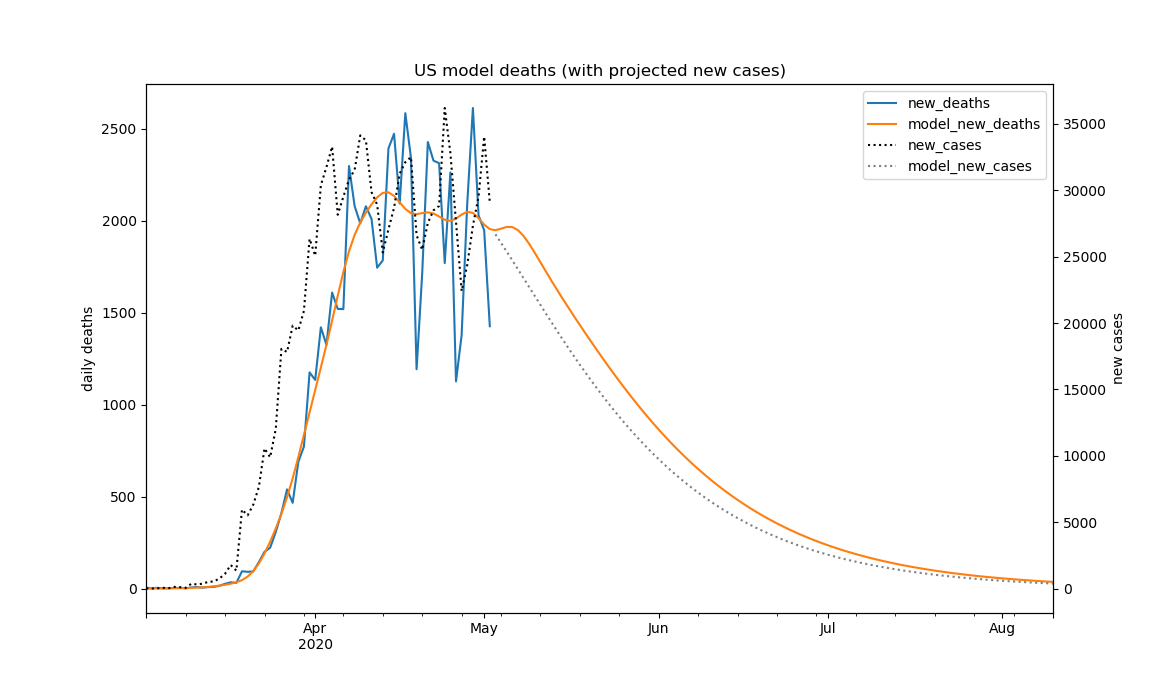 US model deaths (with projected new cases)
new_deaths
model_new_deaths
new_cases
model_new_cases
daily deaths
2500
2000
1500
1000
500
0
new cases
35000
30000
25000
20000
15000
10000
5000
0
Apr
2020
May
Jun
Jul
Aug